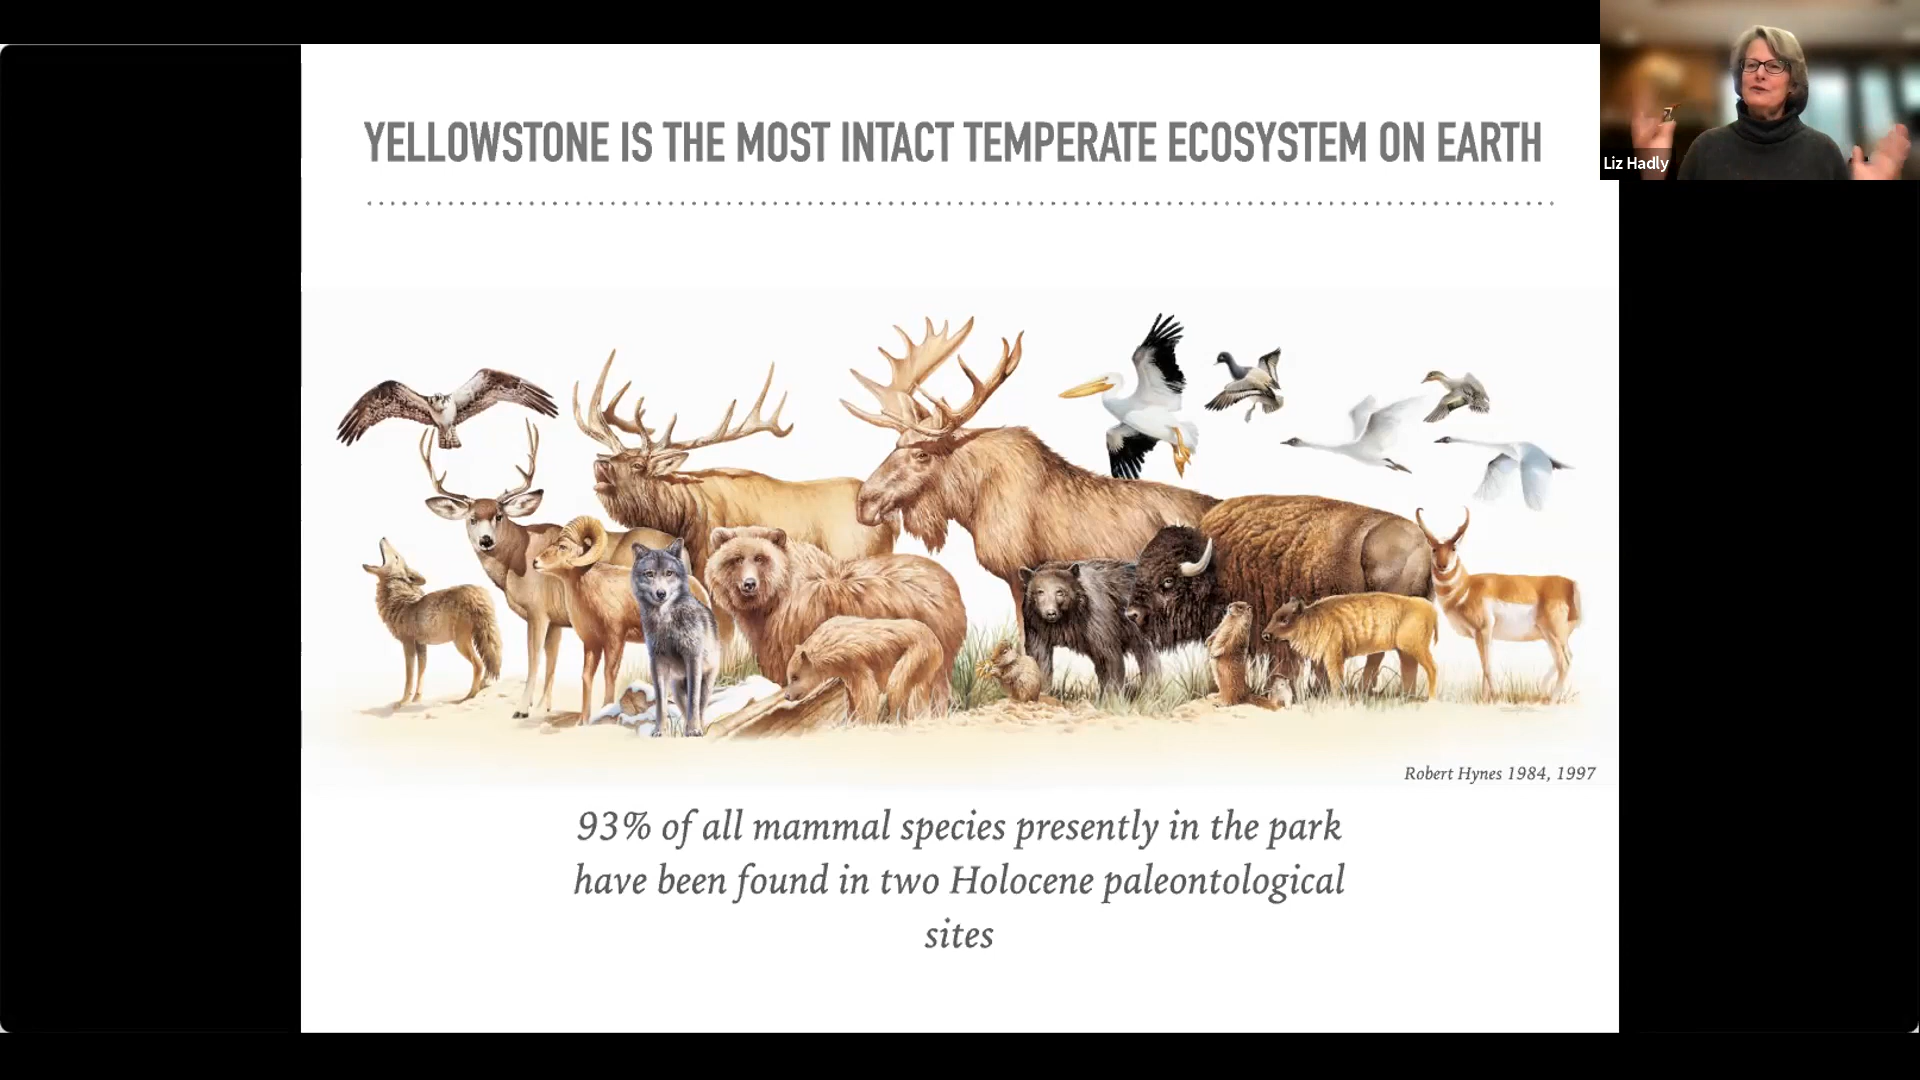 YELLOWSTONE IS THE MOST INTACT TEMPERATE ECOSYSTEM ON EARTH
Liz Hadly
Robert Hynes 1984, 1997
93% of all mammal species presently in the park
have been found in two Holocene paleontological
sites